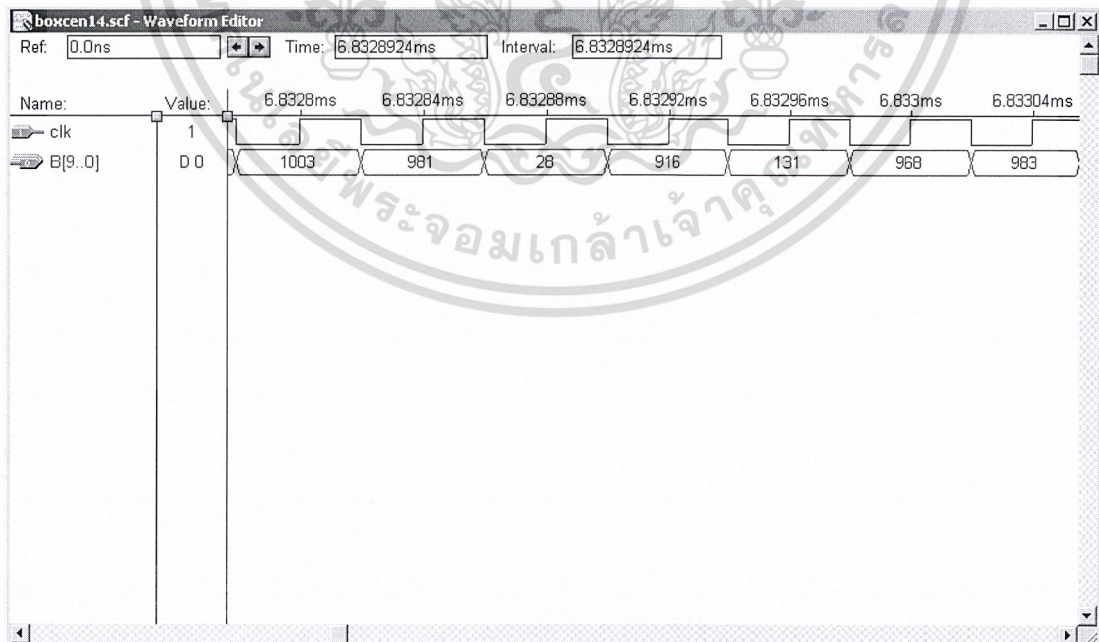 boxcen14.scf - Waveform Editor
Ref: 0.0ns Time: 6.8328924ms Interval: 6.8328924ms
Name: Value: 6.8328ms 6.83284ms 6.83288ms 6.83292ms 6.83296ms 6.833ms 6.83304ms
clk 1
B[9..0] D 0 1003 981 28 916 131 968 983
พระจอมเกล้าเจ้าคุณทหาร